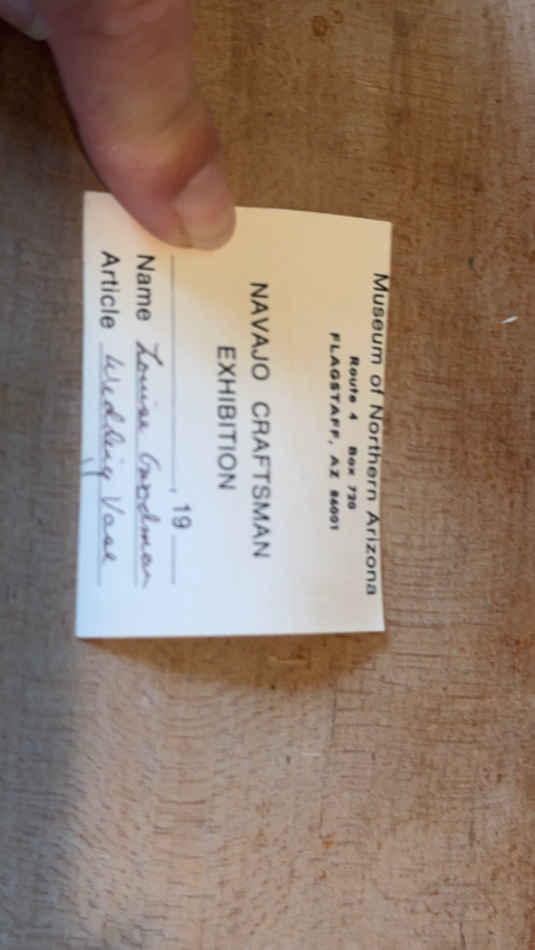 Museum of Northern Arizona
Route 4 Box 720
FLAGSTAFF, AZ 86001
NAVAJO CRAFTSMAN
EXHIBITION
, 19
Name Louise Goodman
Article Wedding Vase